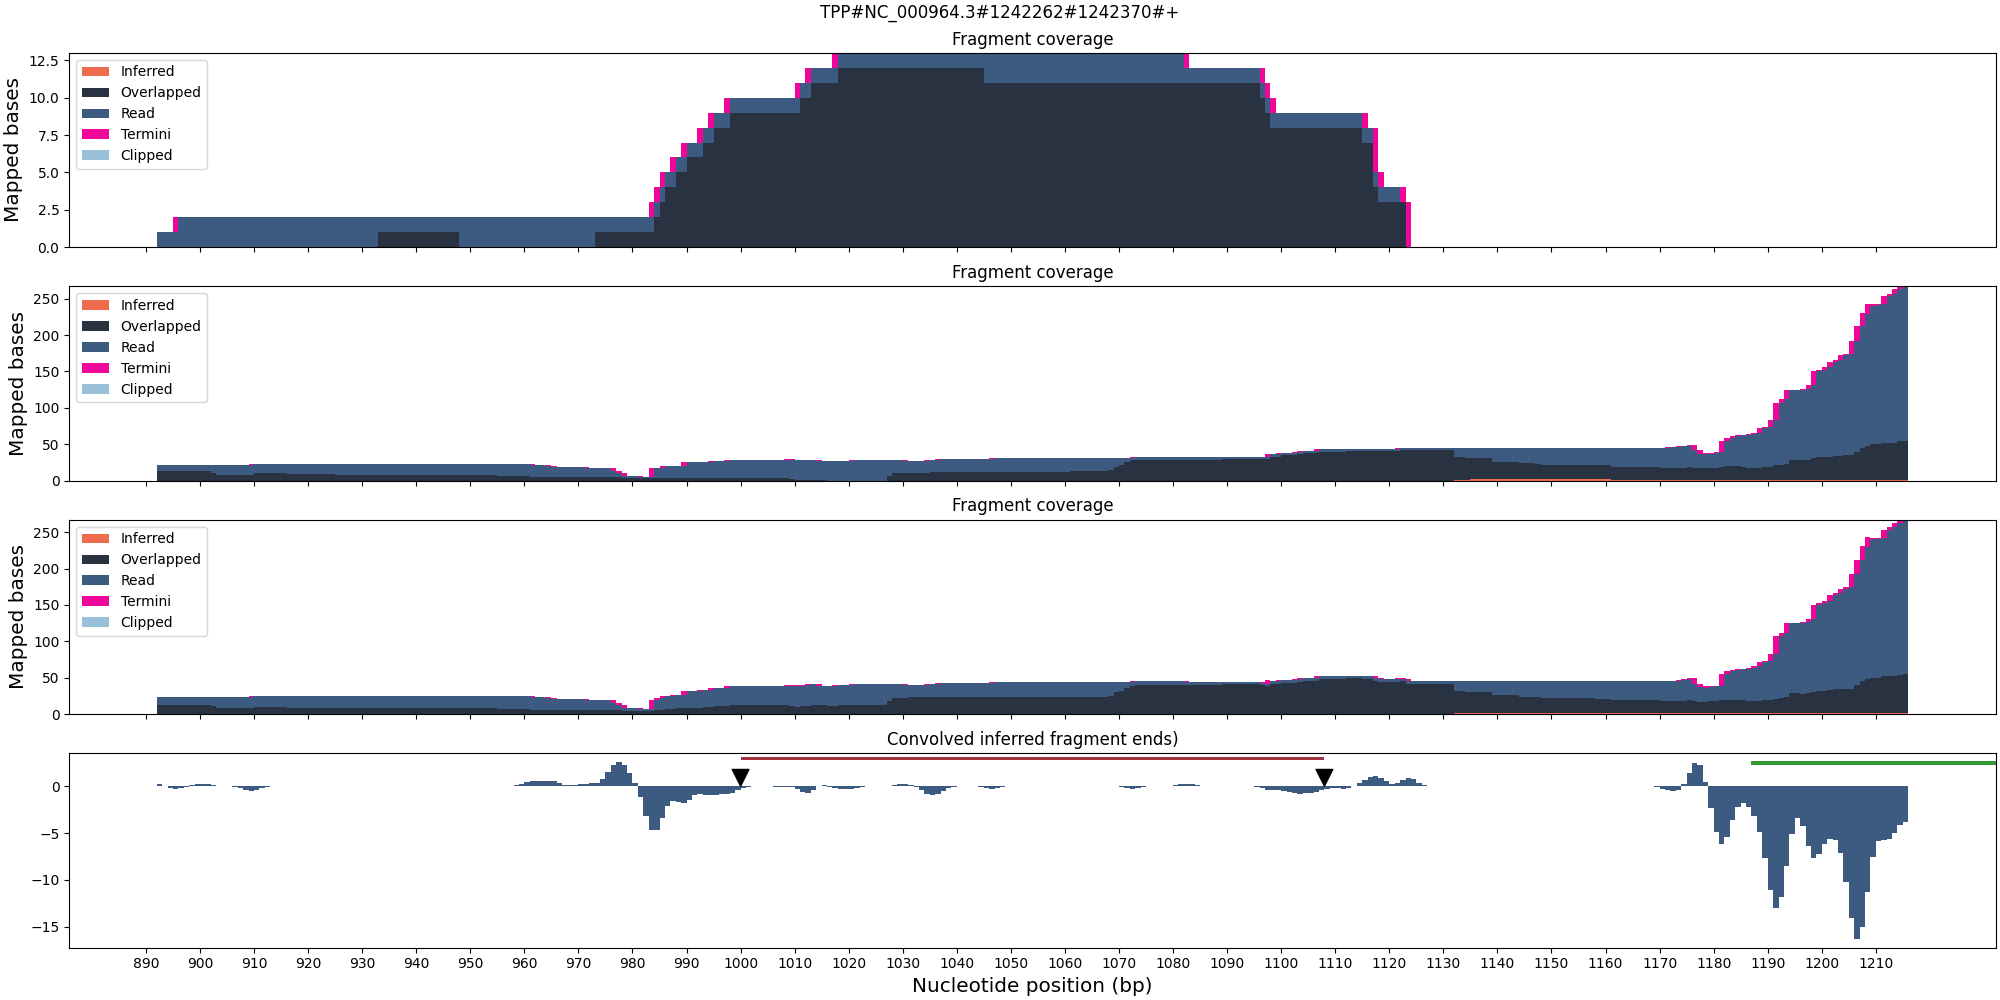 TPP#NC_000964.3#1242262#1242370#+
Fragment coverage
Mapped bases
12.5
10.0
7.5
5.0
2.5
0.0
Inferred
Overlapped
Read
Termini
Clipped
Fragment coverage
Mapped bases
250
200
150
100
50
0
Inferred
Overlapped
Read
Termini
Clipped
Fragment coverage
Mapped bases
250
200
150
100
50
0
Inferred
Overlapped
Read
Termini
Clipped
Convolved inferred fragment ends)
0
−5
−10
−15
890 900 910 920 930 940 950 960 970 980 990 1000 1010 1020 1030 1040 1050 1060 1070 1080 1090 1100 1110 1120 1130 1140 1150 1160 1170 1180 1190 1200 1210
Nucleotide position (bp)